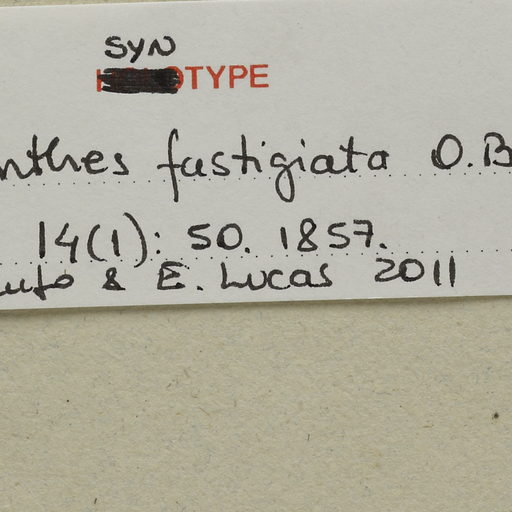 SYN
TYPE
nthes fastigiata O.B
14(1): 50. 1857.
& E. Lucas 2011